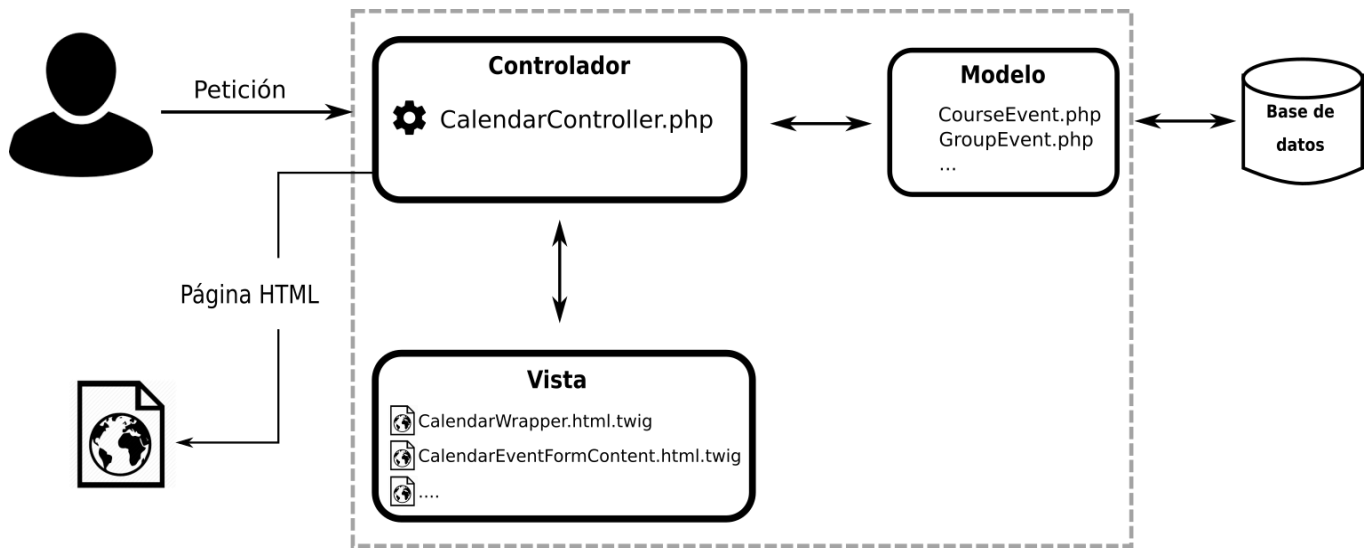 Petición
Controlador
CalendarController.php
Modelo
CourseEvent.php
GroupEvent.php
...
Base de
datos
Página HTML
Vista
CalendarWrapper.html.twig
CalendarEventFormContent.html.twig
....